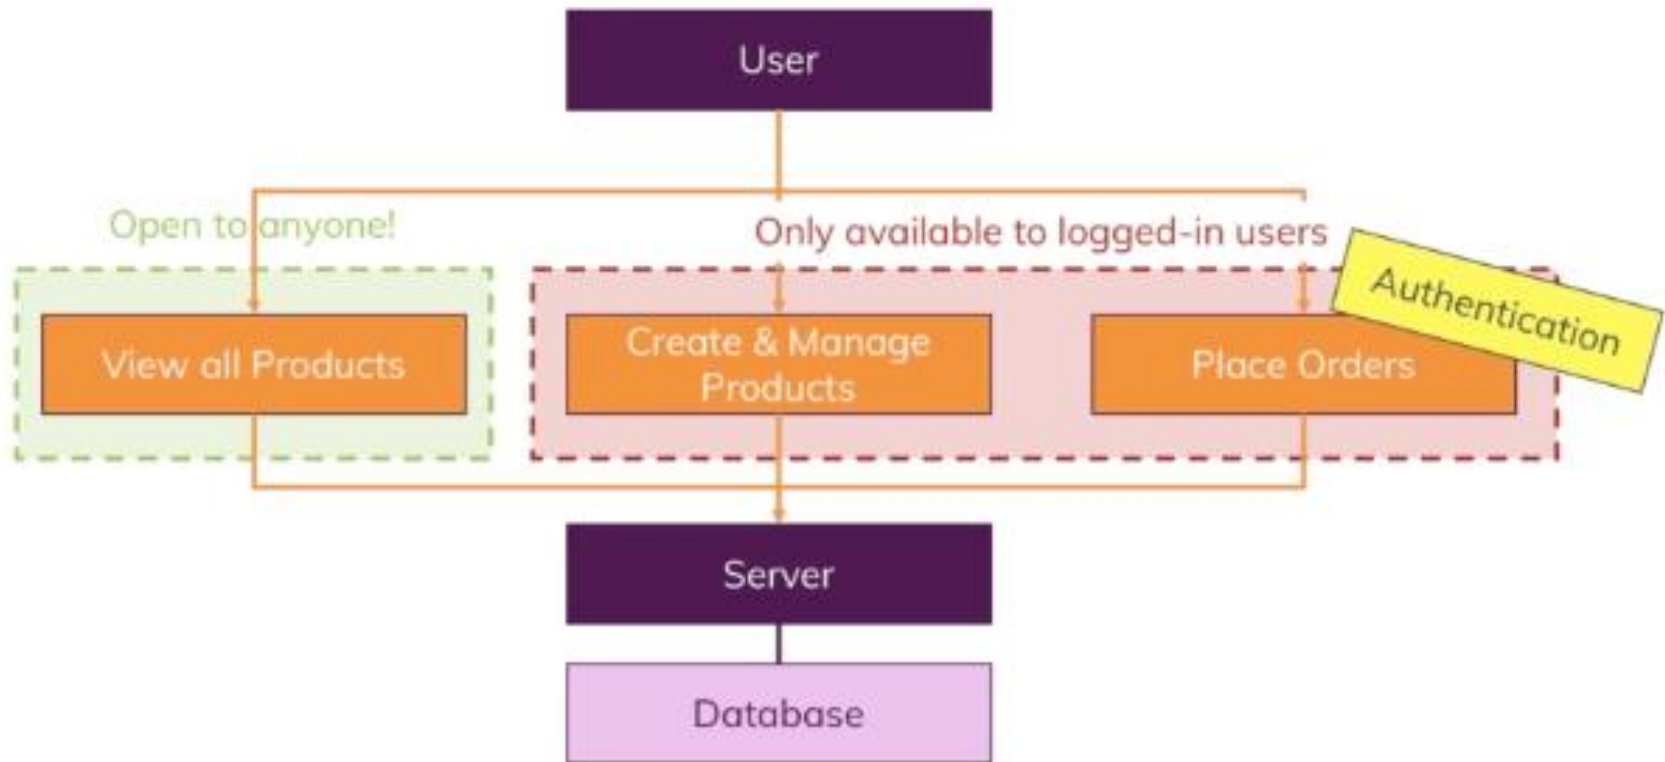 User
Open to anyone!
Only available to logged-in users
Authentication
View all Products
Create & Manage
Products
Place Orders
Server
Database